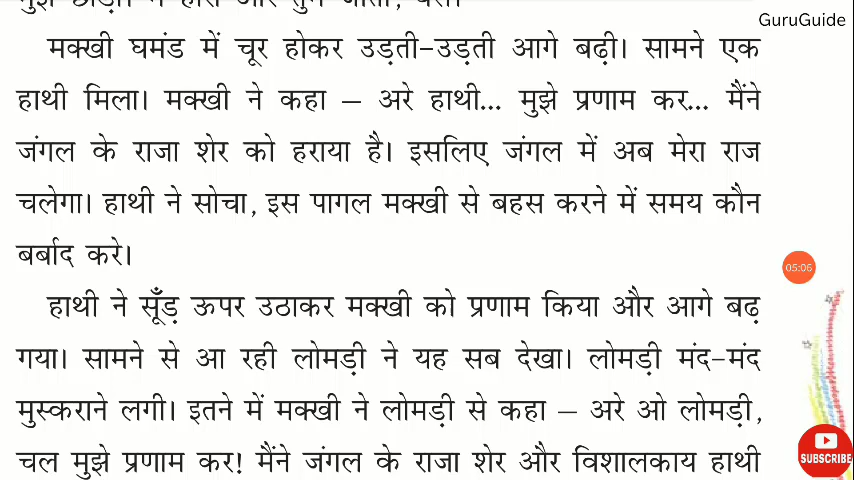 मुझे छोड़ो। मैं हारा और तुम जीती, बस।
GuruGuide
मक्खी घमंड में चूर होकर उड़ती-उड़ती आगे बढ़ी। सामने एक
हाथी मिला। मक्खी ने कहा – अरे हाथी... मुझे प्रणाम कर... मैंने
जंगल के राजा शेर को हराया है। इसलिए जंगल में अब मेरा राज
चलेगा। हाथी ने सोचा, इस पागल मक्खी से बहस करने में समय कौन
बर्बाद करे।
05:06
हाथी ने सूँड़ ऊपर उठाकर मक्खी को प्रणाम किया और आगे बढ़
गया। सामने से आ रही लोमड़ी ने यह सब देखा। लोमड़ी मंद-मंद
मुस्कराने लगी। इतने में मक्खी ने लोमड़ी से कहा – अरे ओ लोमड़ी,
चल मुझे प्रणाम कर! मैंने जंगल के राजा शेर और विशालकाय हाथी
SUBSCRIBE